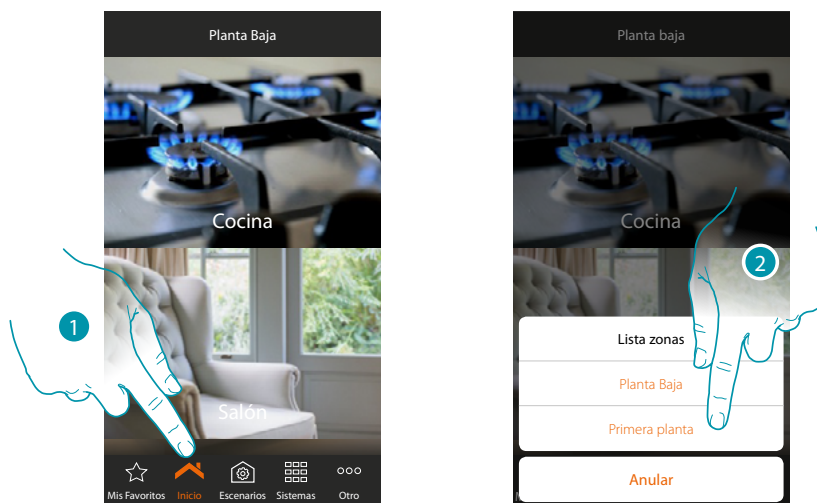 Planta Baja
Cocina
Salón
Mis Favoritos
Inicio
Escenarios
Sistemas
Otro
1
Planta baja
Cocina
2
Lista zonas
Planta Baja
Primera planta
Anular